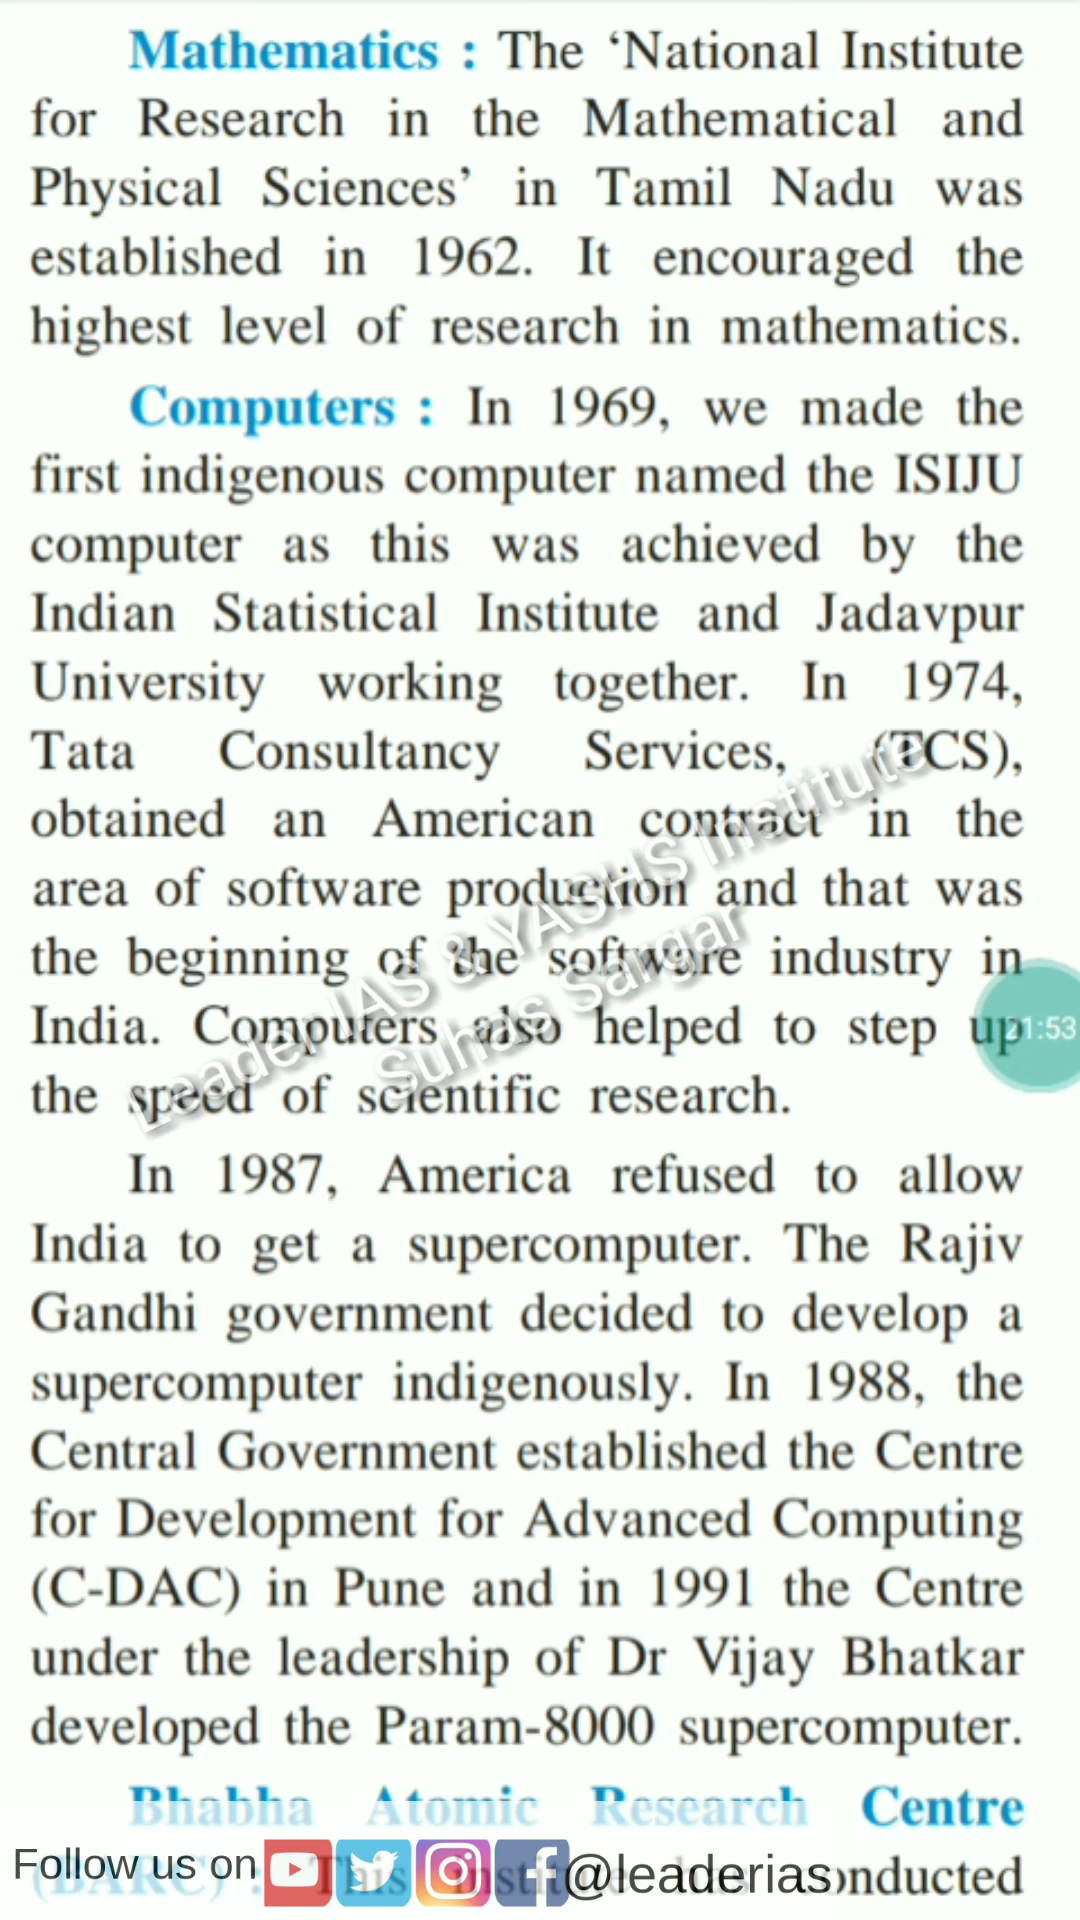 Mathematics : The ‘National Institute
for Research in the Mathematical and
Physical Sciences’ in Tamil Nadu was
established in 1962. It encouraged the
highest level of research in mathematics.
Computers : In 1969, we made the
first indigenous computer named the ISIJU
computer as this was achieved by the
Indian Statistical Institute and Jadavpur
University working together. In 1974,
Tata Consultancy Services, (TCS),
obtained an American contract in the
area of software production and that was
the beginning of the software industry in
India. Computers also helped to step up
the speed of scientific research.
Leader IAS & YASHS Institute
Suhas Sargar
21:53
In 1987, America refused to allow
India to get a supercomputer. The Rajiv
Gandhi government decided to develop a
supercomputer indigenously. In 1988, the
Central Government established the Centre
for Development for Advanced Computing
(C-DAC) in Pune and in 1991 the Centre
under the leadership of Dr Vijay Bhatkar
developed the Param-8000 supercomputer.
Bhabha Atomic Research Centre
(BARC) : This conducted
Follow us on @leaderias